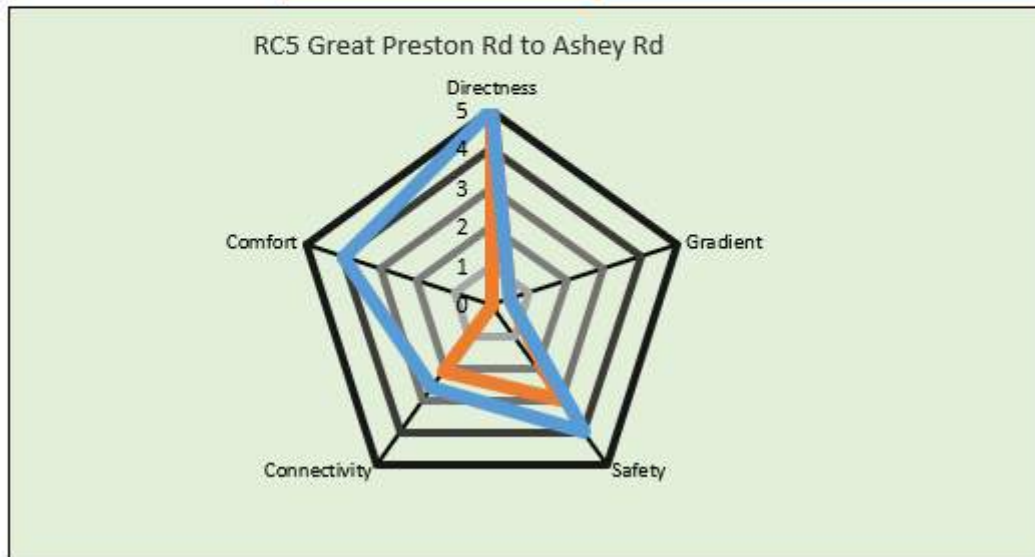 RC5 Great Preston Rd to Ashey Rd
Directness
5
4
3
2
1
0
Comfort
Gradient
Connectivity
Safety